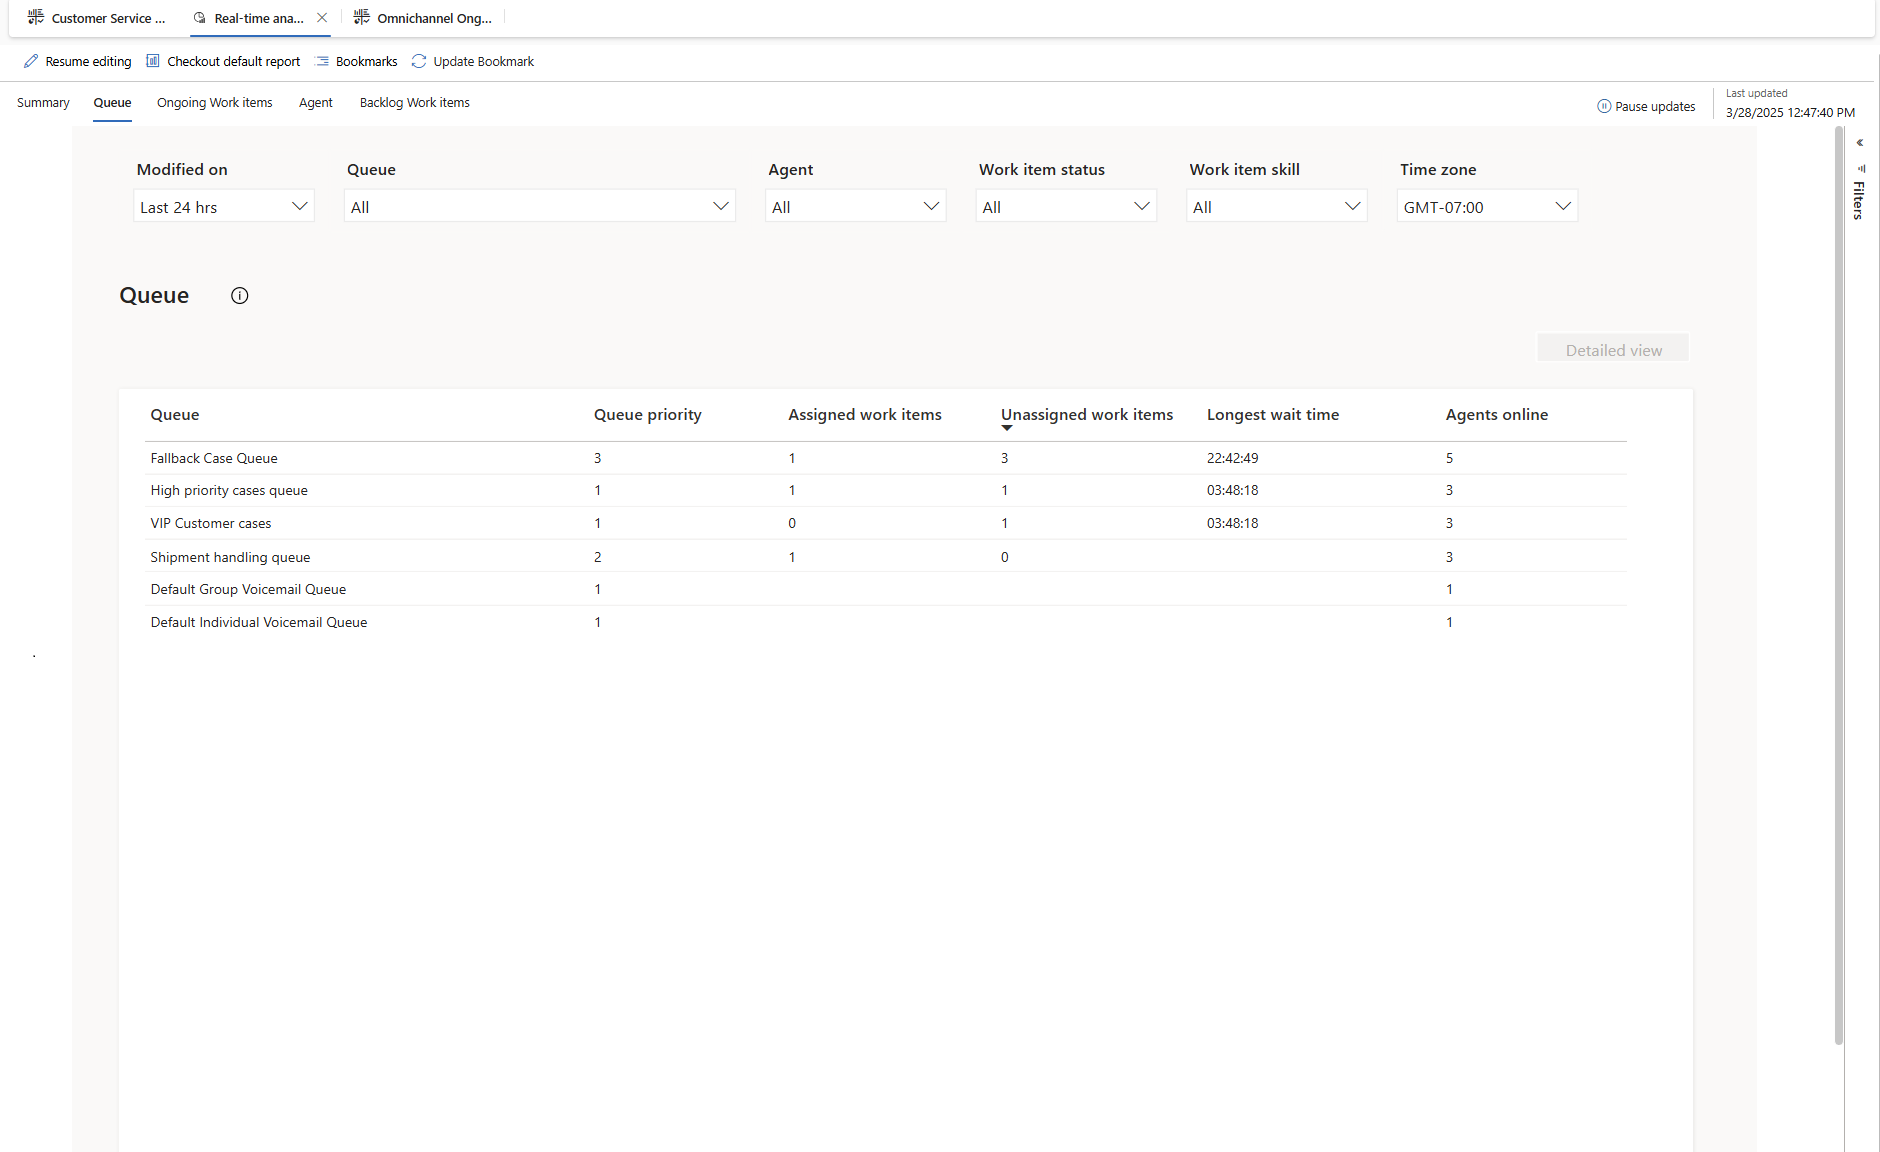 Customer Service ...
Real-time ana...
Omnichannel Ong...
Resume editing
Checkout default report
Bookmarks
Update Bookmark
Summary
Queue
Ongoing Work items
Agent
Backlog Work items
Pause updates
Last updated
3/28/2025 12:47:40 PM
Modified on
Queue
Agent
Work item status
Work item skill
Time zone
Last 24 hrs
All
All
All
All
GMT-07:00
Filters
Queue
Detailed view
Queue Queue priority Assigned work items Unassigned work items Longest wait time Agents online
Fallback Case Queue 3 1 3 22:42:49 5
High priority cases queue 1 1 1 03:48:18 3
VIP Customer cases 1 0 1 03:48:18 3
Shipment handling queue 2 1 0 3
Default Group Voicemail Queue 1 1
Default Individual Voicemail Queue 1 1